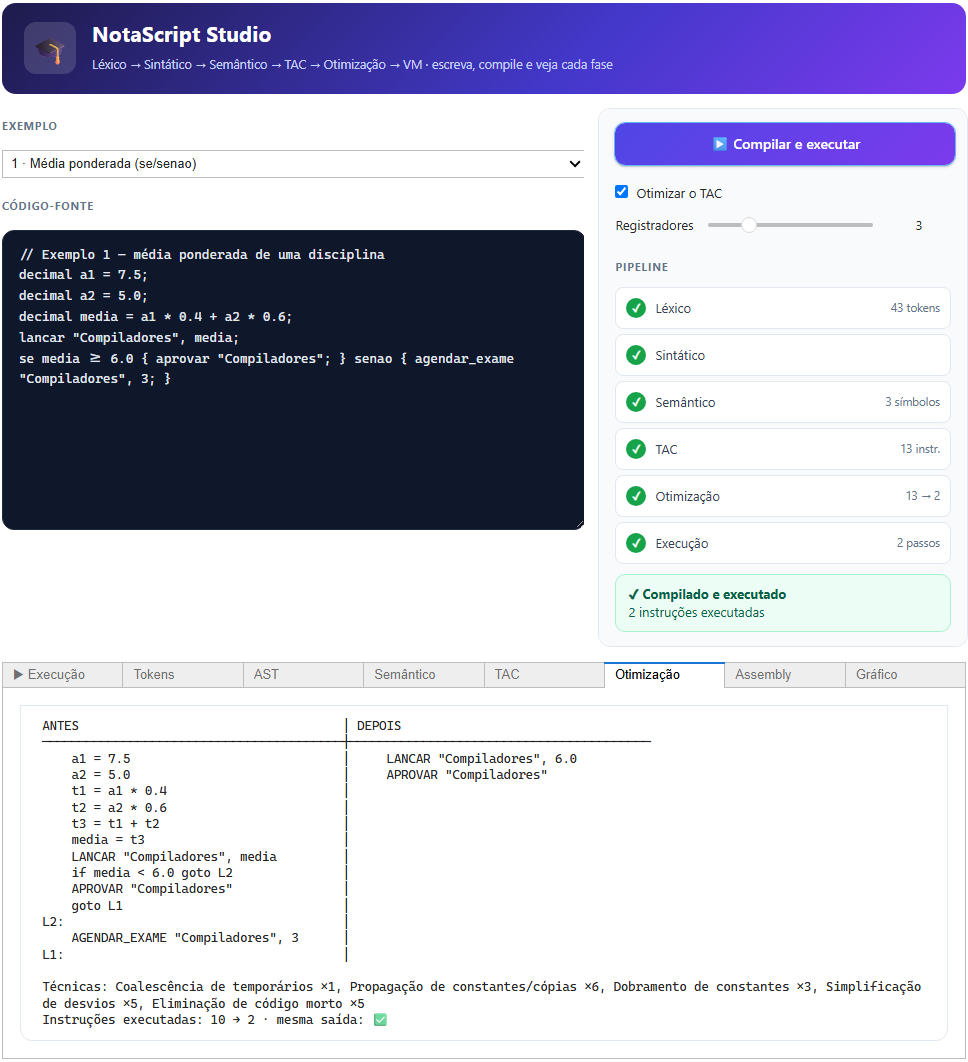 NotaScript Studio
Léxico → Sintático → Semântico → TAC → Otimização → VM · escreva, compile e veja cada fase
EXEMPLO
1 · Média ponderada (se/senao)
CÓDIGO-FONTE
// Exemplo 1 — média ponderada de uma disciplina
decimal a1 = 7.5;
decimal a2 = 5.0;
decimal media = a1 * 0.4 + a2 * 0.6;
lancar "Compiladores", media;
se media ≥ 6.0 { aprovar "Compiladores"; } senao { agendar_exame
"Compiladores", 3; }
Compilar e executar
Otimizar o TAC
Registradores 3
PIPELINE
Léxico 43 tokens
Sintático
Semântico 3 símbolos
TAC 13 instr.
Otimização 13 → 2
Execução 2 passos
✓ Compilado e executado
2 instruções executadas
▶ Execução Tokens AST Semântico TAC Otimização Assembly Gráfico
ANTES | DEPOIS
a1 = 7.5 | LANCAR "Compiladores", 6.0
a2 = 5.0 | APROVAR "Compiladores"
t1 = a1 * 0.4 |
t2 = a2 * 0.6 |
t3 = t1 + t2 |
media = t3 |
LANCAR "Compiladores", media |
if media < 6.0 goto L2 |
APROVAR "Compiladores" |
goto L1 |
L2: |
AGENDAR_EXAME "Compiladores", 3 |
L1: |
Técnicas: Coalescência de temporários ×1, Propagação de constantes/cópias ×6, Dobramento de constantes ×3, Simplificação
de desvios ×5, Eliminação de código morto ×5
Instruções executadas: 10 → 2 · mesma saída: ✅